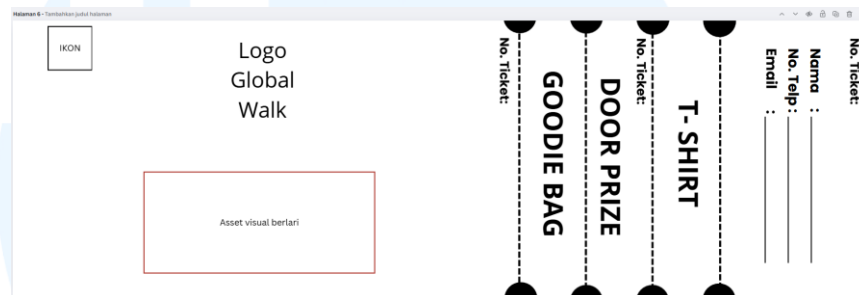 Halaman 6 - Tambahkan judul halaman
IKON
Logo
Global
Walk
Asset visual berlari
No. Ticket:
GOODIE BAG
DOOR PRIZE
No. Ticket:
T- SHIRT
Nama :
No. Telp :
Email :
No. Ticket: